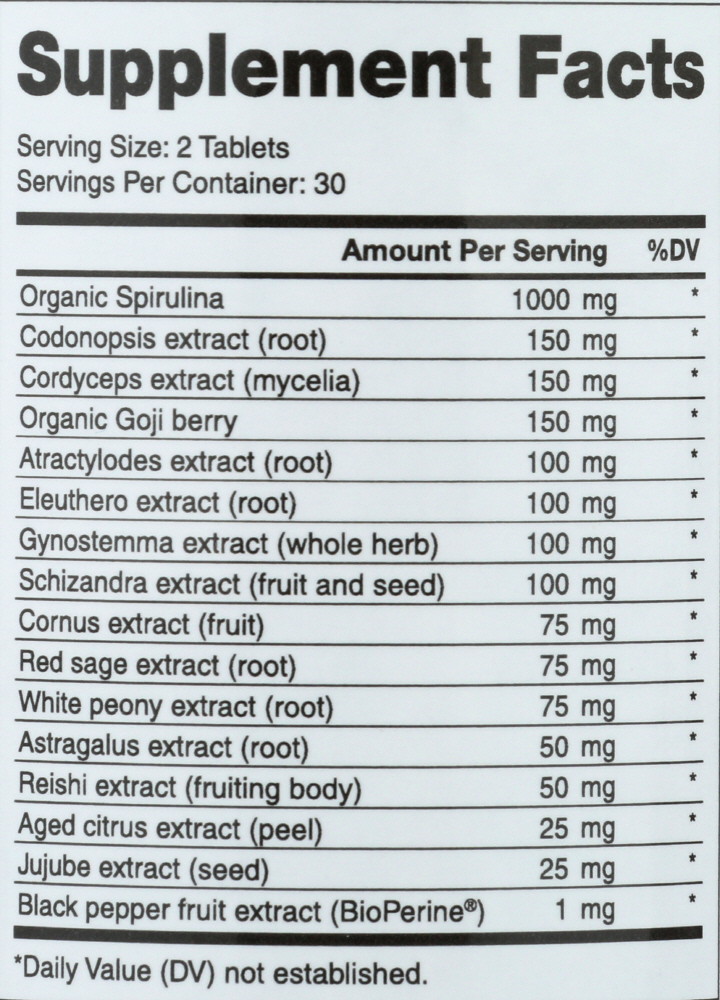 Supplement Facts
Serving Size: 2 Tablets
Servings Per Container: 30
Amount Per Serving %DV
Organic Spirulina 1000 mg *
Codonopsis extract (root) 150 mg *
Cordyceps extract (mycelia) 150 mg *
Organic Goji berry 150 mg *
Atractylodes extract (root) 100 mg *
Eleuthero extract (root) 100 mg *
Gynostemma extract (whole herb) 100 mg *
Schizandra extract (fruit and seed) 100 mg *
Cornus extract (fruit) 75 mg *
Red sage extract (root) 75 mg *
White peony extract (root) 75 mg *
Astragalus extract (root) 50 mg *
Reishi extract (fruiting body) 50 mg *
Aged citrus extract (peel) 25 mg *
Jujube extract (seed) 25 mg *
Black pepper fruit extract (BioPerine®) 1 mg *
*Daily Value (DV) not established.